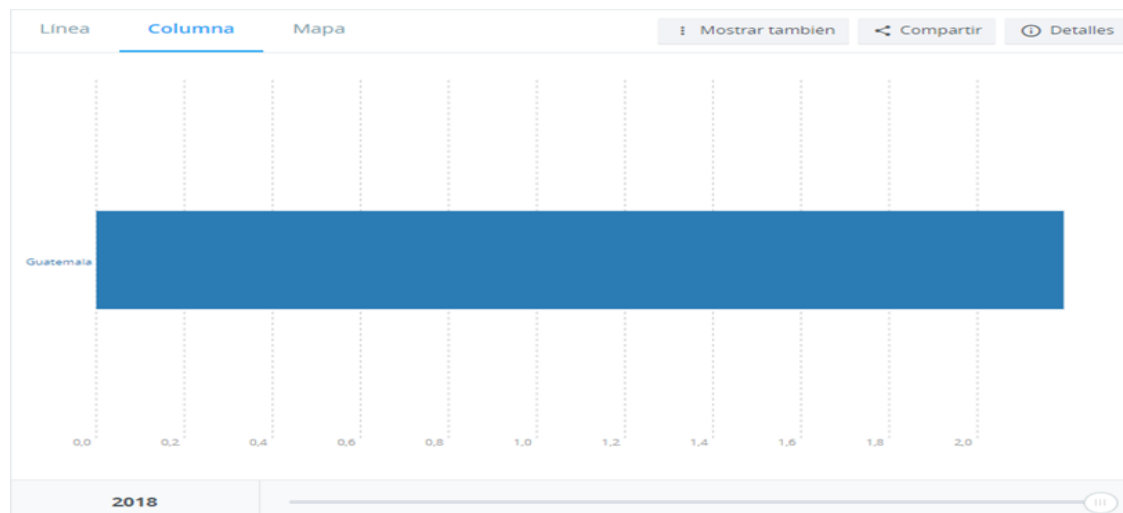 Línea Columna Mapa Mostrar también Compartir Detalles
Guatemala
0,0 0,2 0,4 0,6 0,8 1,0 1,2 1,4 1,6 1,8 2,0
2018